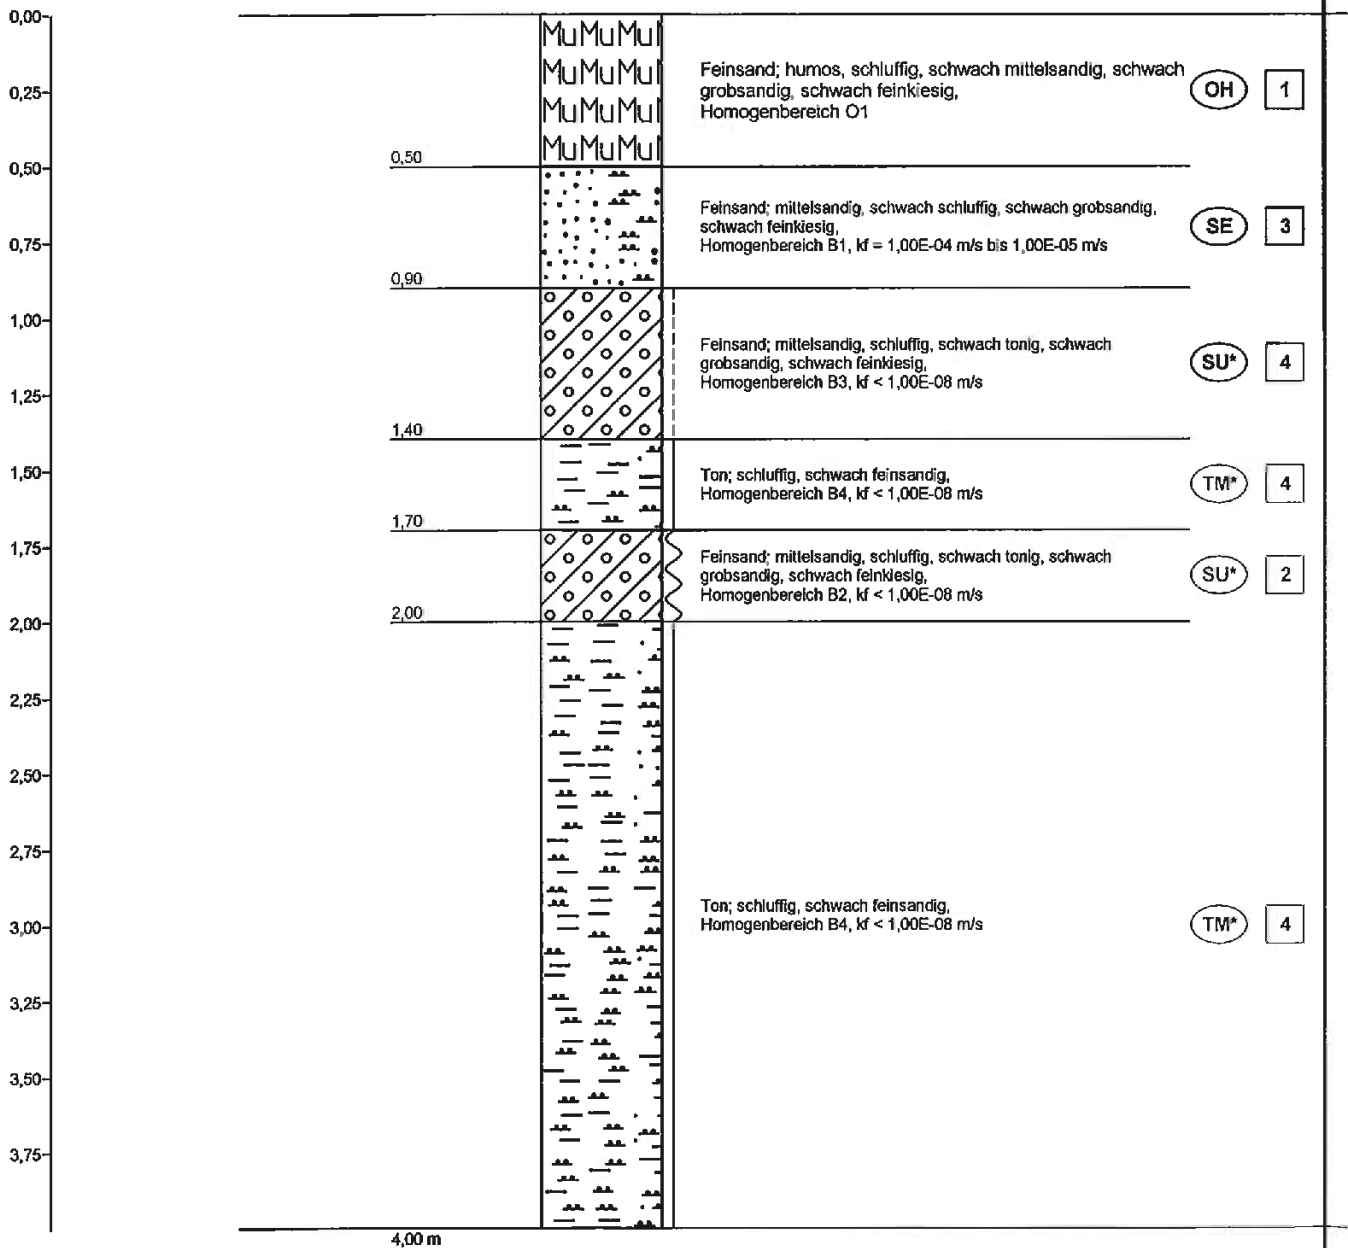 0,00
MuMuMu
MuMuMu
MuMuMu
MuMuMu
Feinsand; humos, schluffig, schwach mittelsandig, schwach
grobsandig, schwach feinkiesig,
Homogenbereich O1
OH 1
0,25
0,50
0,50
Feinsand; mittelsandig, schwach schluffig, schwach grobsandig,
schwach feinkiesig,
Homogenbereich B1, kf = 1,00E-04 m/s bis 1,00E-05 m/s
SE 3
0,75
0,90
1,00
Feinsand; mittelsandig, schluffig, schwach tonig, schwach
grobsandig, schwach feinkiesig,
Homogenbereich B3, kf < 1,00E-08 m/s
SU* 4
1,25
1,40
1,50
Ton; schluffig, schwach feinsandig,
Homogenbereich B4, kf < 1,00E-08 m/s
TM* 4
1,70
1,75
Feinsand; mittelsandig, schluffig, schwach tonig, schwach
grobsandig, schwach feinkiesig,
Homogenbereich B2, kf < 1,00E-08 m/s
SU* 2
2,00
2,00
2,25
2,50
2,75
Ton; schluffig, schwach feinsandig,
Homogenbereich B4, kf < 1,00E-08 m/s
TM* 4
3,00
3,25
3,50
3,75
4,00 m